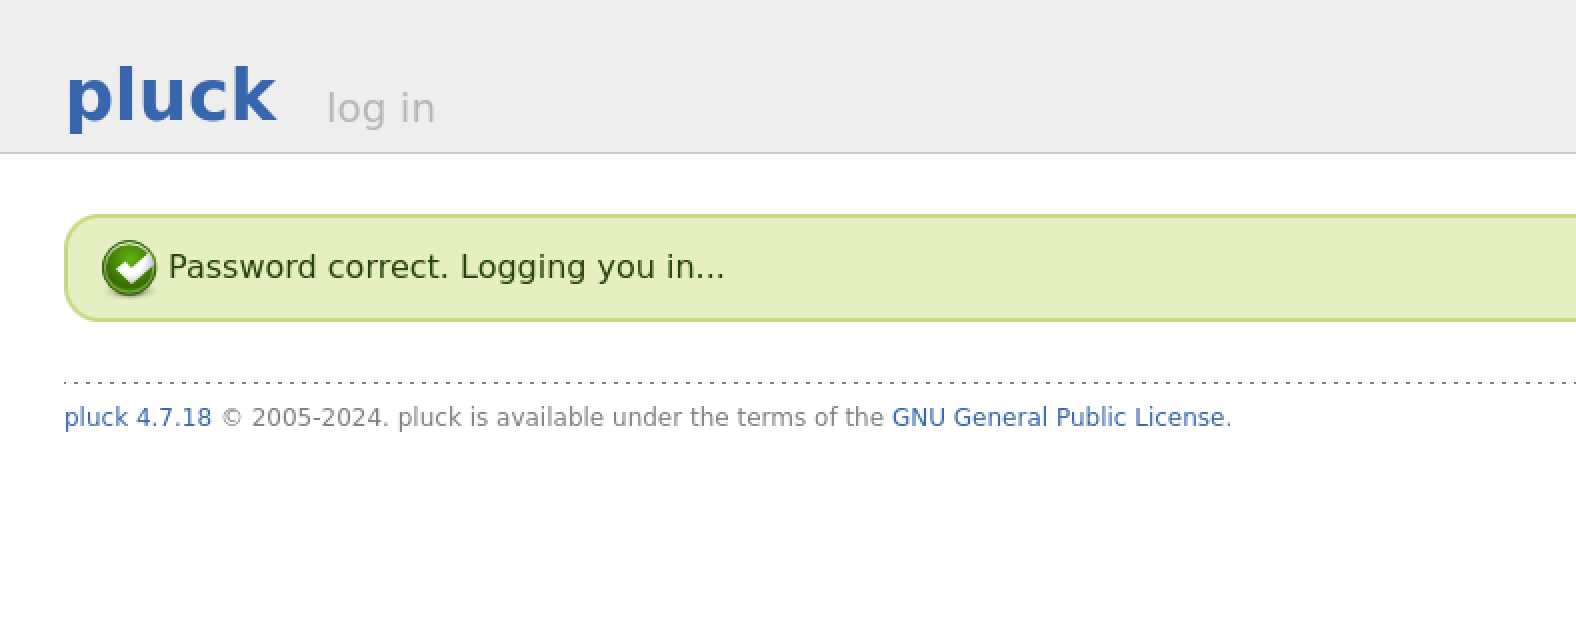 pluck log in
Password correct. Logging you in...
pluck 4.7.18 © 2005-2024. pluck is available under the terms of the GNU General Public License.